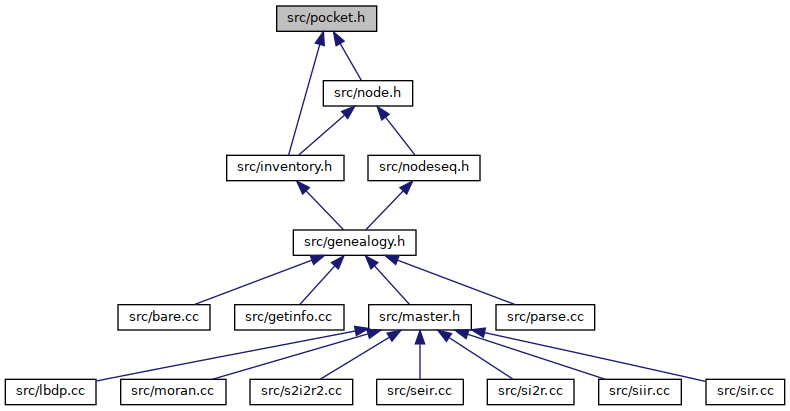 src/pocket.h
src/node.h
src/inventory.h
src/nodeseq.h
src/genealogy.h
src/bare.cc
src/getinfo.cc
src/master.h
src/parse.cc
src/lbdp.cc
src/moran.cc
src/s2i2r2.cc
src/seir.cc
src/si2r.cc
src/siir.cc
src/sir.cc